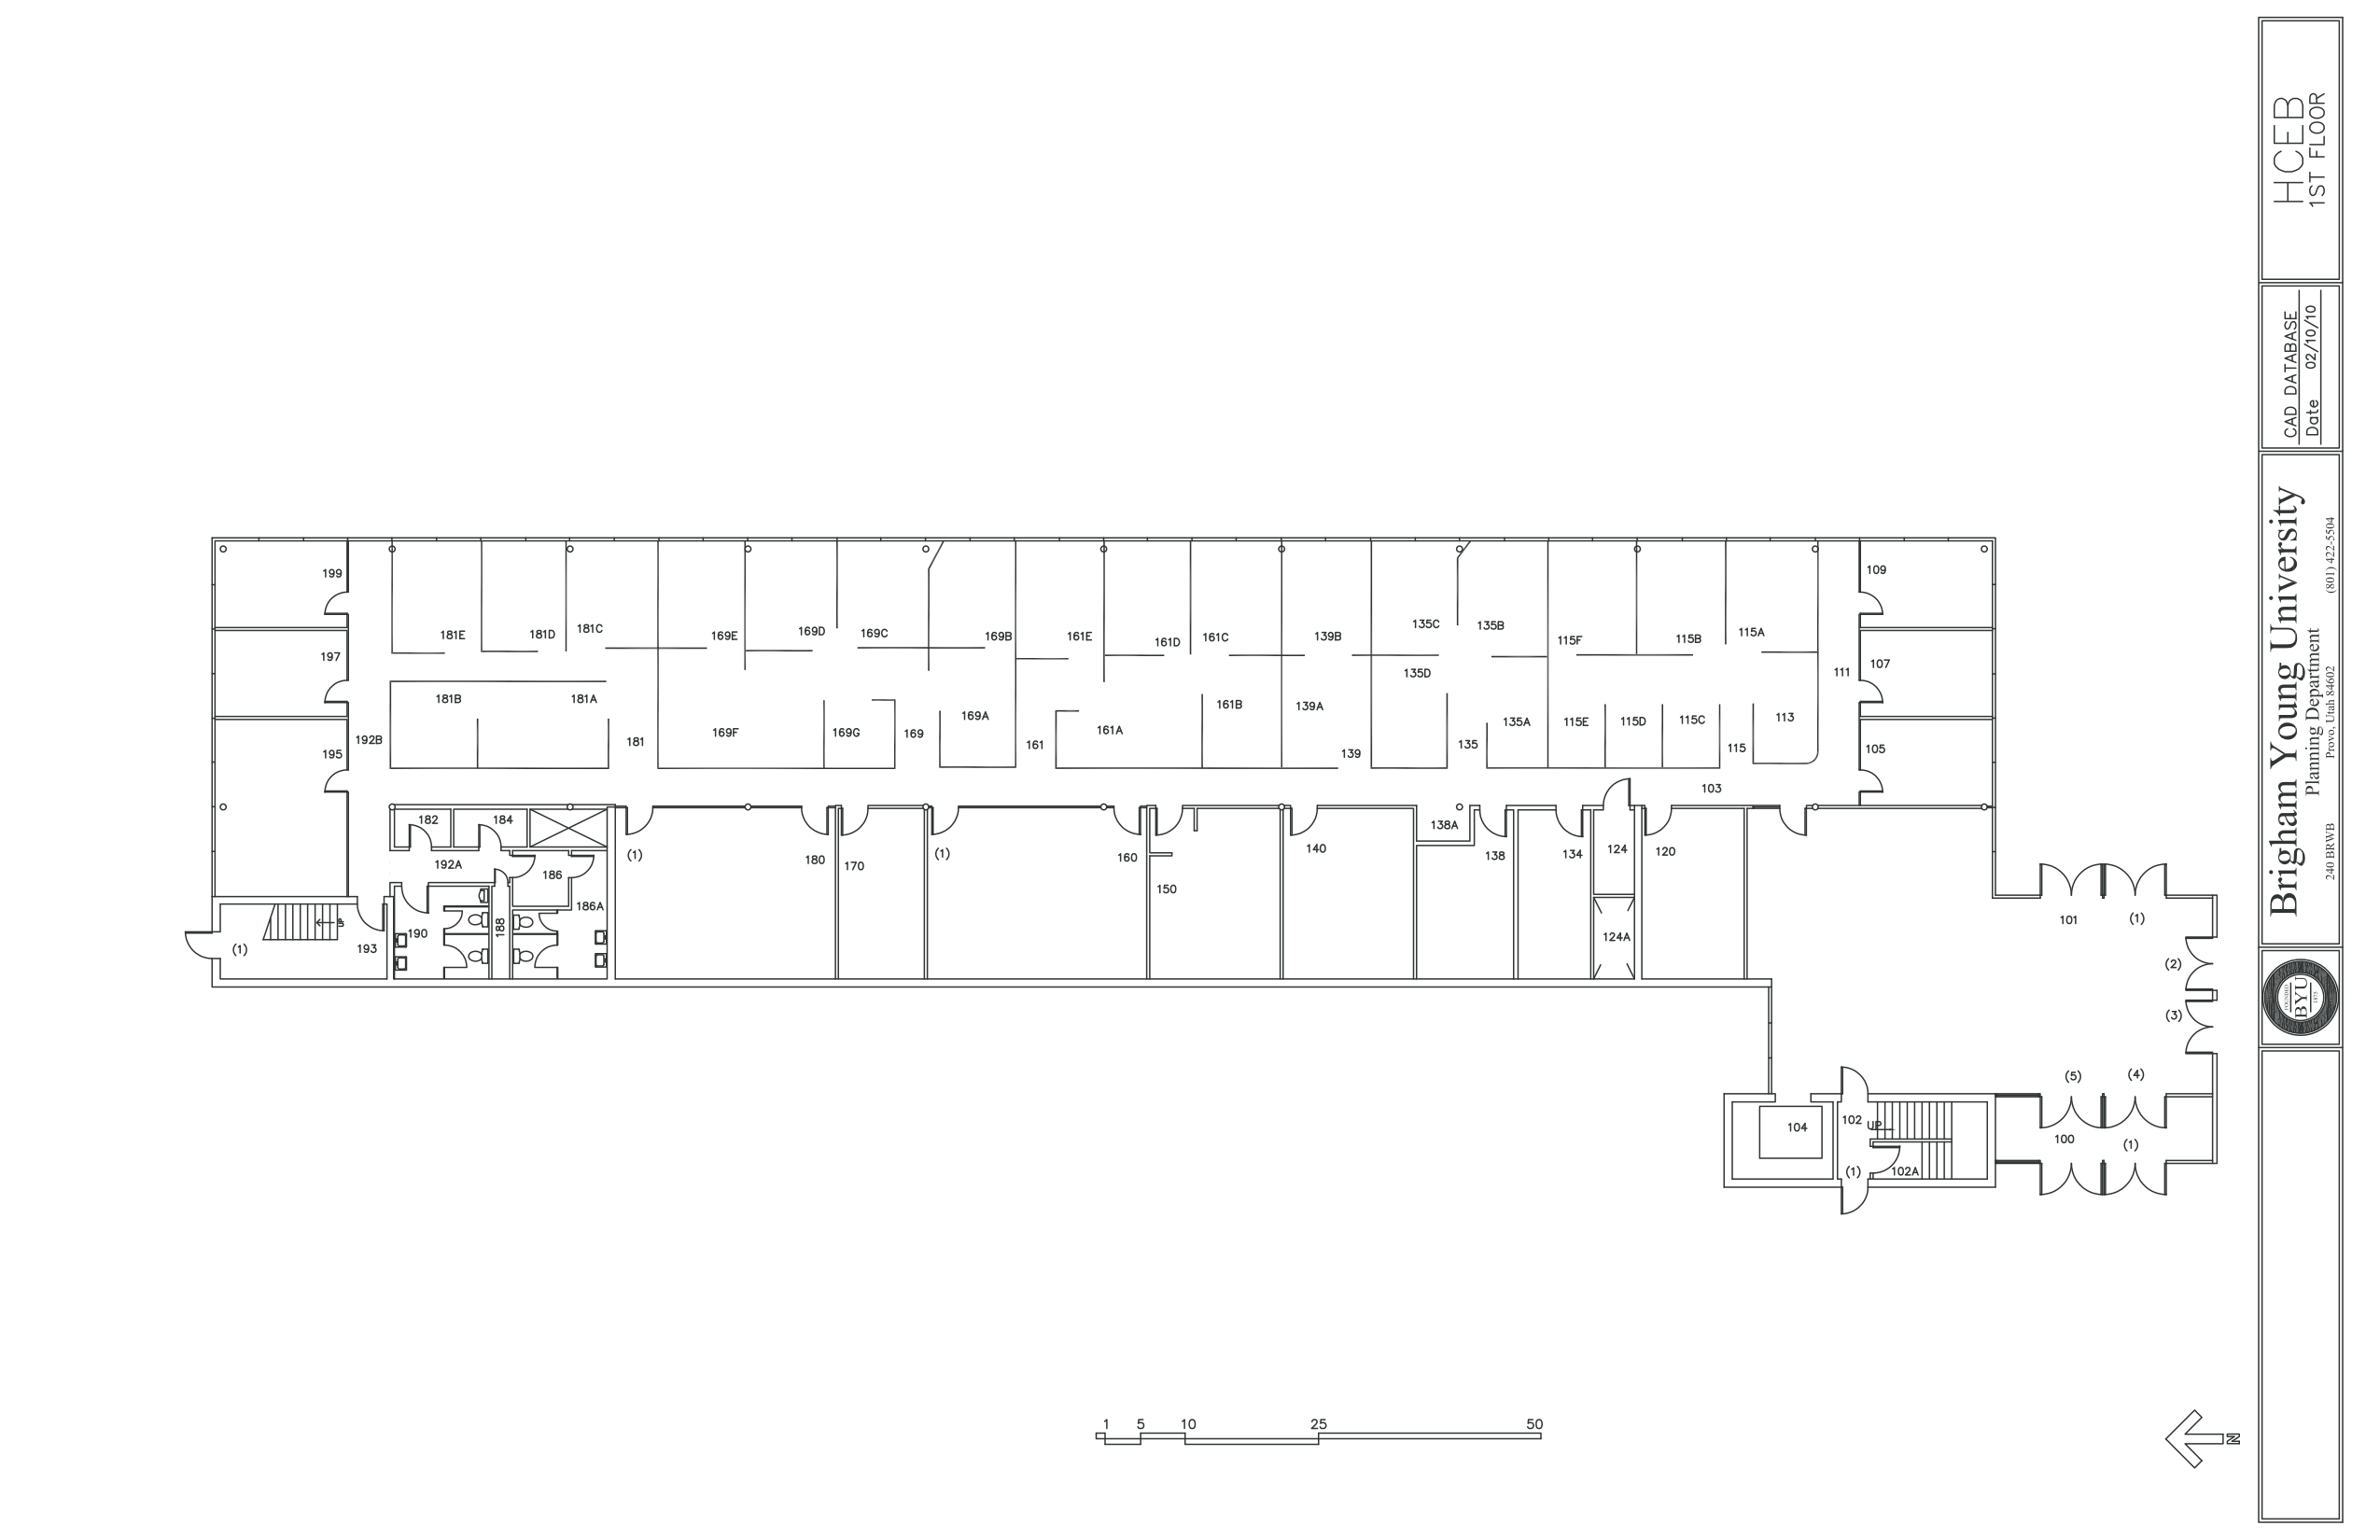 HCEB
1ST FLOOR
CAD DATABASE
Date 02/10/10
Brigham Young University
Planning Department
240 BRWB Provo, Utah 84602 (801) 422-5504
FOUNDED
BYU
1875
199
109
181E
181D
181C
169E
169D
169C
169B
161E
161D
161C
139B
135C
135B
115F
115B
115A
197
107
181B
181A
169F
169G
169
169A
161
161A
161B
139A
139
135D
135
135A
115E
115D
115C
115
113
111
192B
181
195
105
103
182
184
192A
186
186A
188
190
193
(1)
UP
(1)
180
170
(1)
160
150
140
138A
138
134
124
124A
120
101
(1)
(2)
(3)
(5)
(4)
104
102
UP
(1)
102A
100
(1)
1 5 10 25 50
N